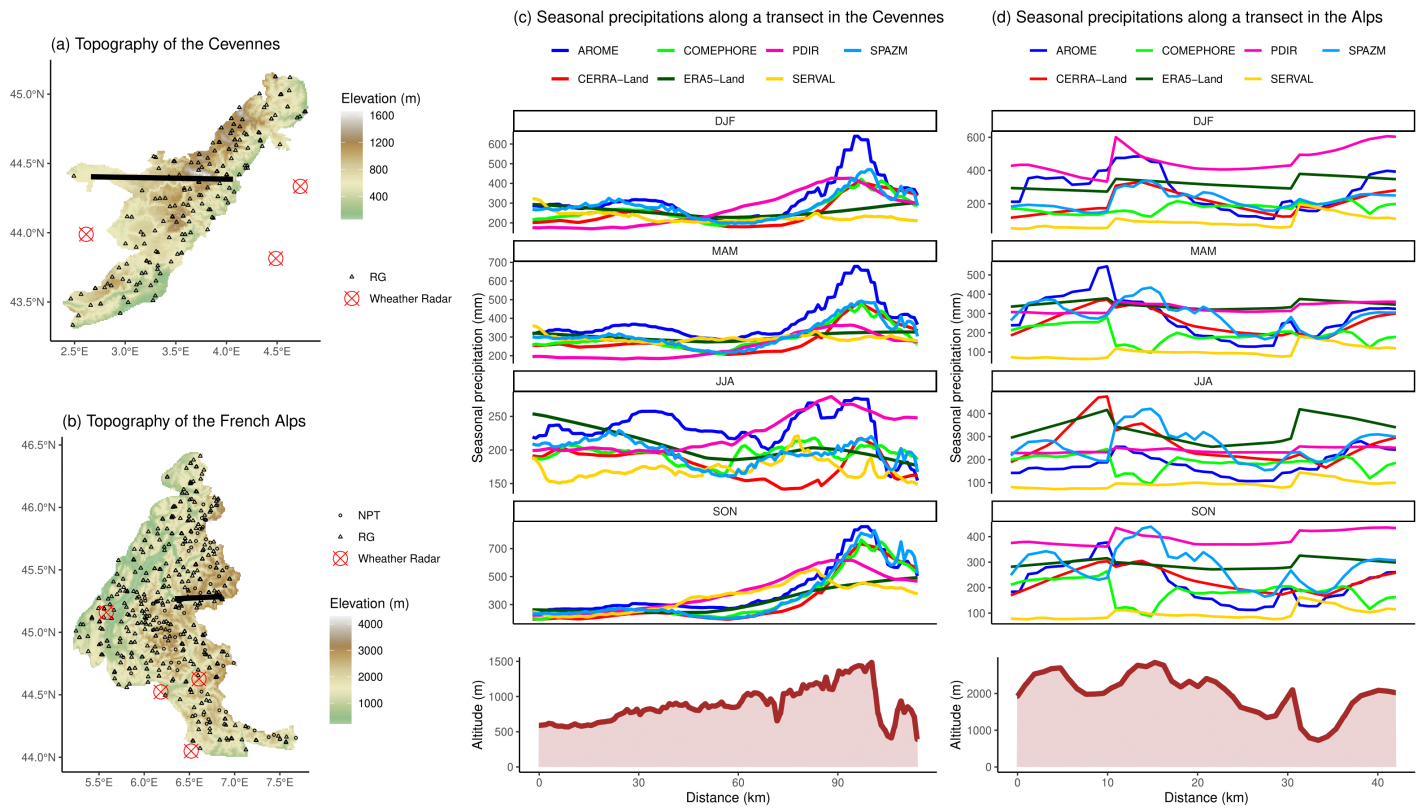 (a) Topography of the Cevennes
45.0°N
44.5°N
44.0°N
43.5°N
2.5°E 3.0°E 3.5°E 4.0°E 4.5°E
Elevation (m)
1600
1200
800
400
RG
Wheather Radar
(b) Topography of the French Alps
46.5°N
46.0°N
45.5°N
45.0°N
44.5°N
44.0°N
5.5°E 6.0°E 6.5°E 7.0°E 7.5°E
NPT
RG
Wheather Radar
Elevation (m)
4000
3000
2000
1000
(c) Seasonal precipitations along a transect in the Cevennes
AROME COMEPHORE PDIR SPAZM
CERRA−Land ERA5−Land SERVAL
DJF
600
500
400
300
200
MAM
700
600
500
400
300
200
JJA
250
200
150
SON
700
500
300
Seasonal precipitation (mm)
1500
1000
500
0
Altitude (m)
0 30 60 90
Distance (km)
(d) Seasonal precipitations along a transect in the Alps
AROME COMEPHORE PDIR SPAZM
CERRA−Land ERA5−Land SERVAL
DJF
600
400
200
MAM
500
400
300
200
100
JJA
400
300
200
100
SON
400
300
200
100
Seasonal precipitation (mm)
2000
1000
0
Altitude (m)
0 10 20 30 40
Distance (km)